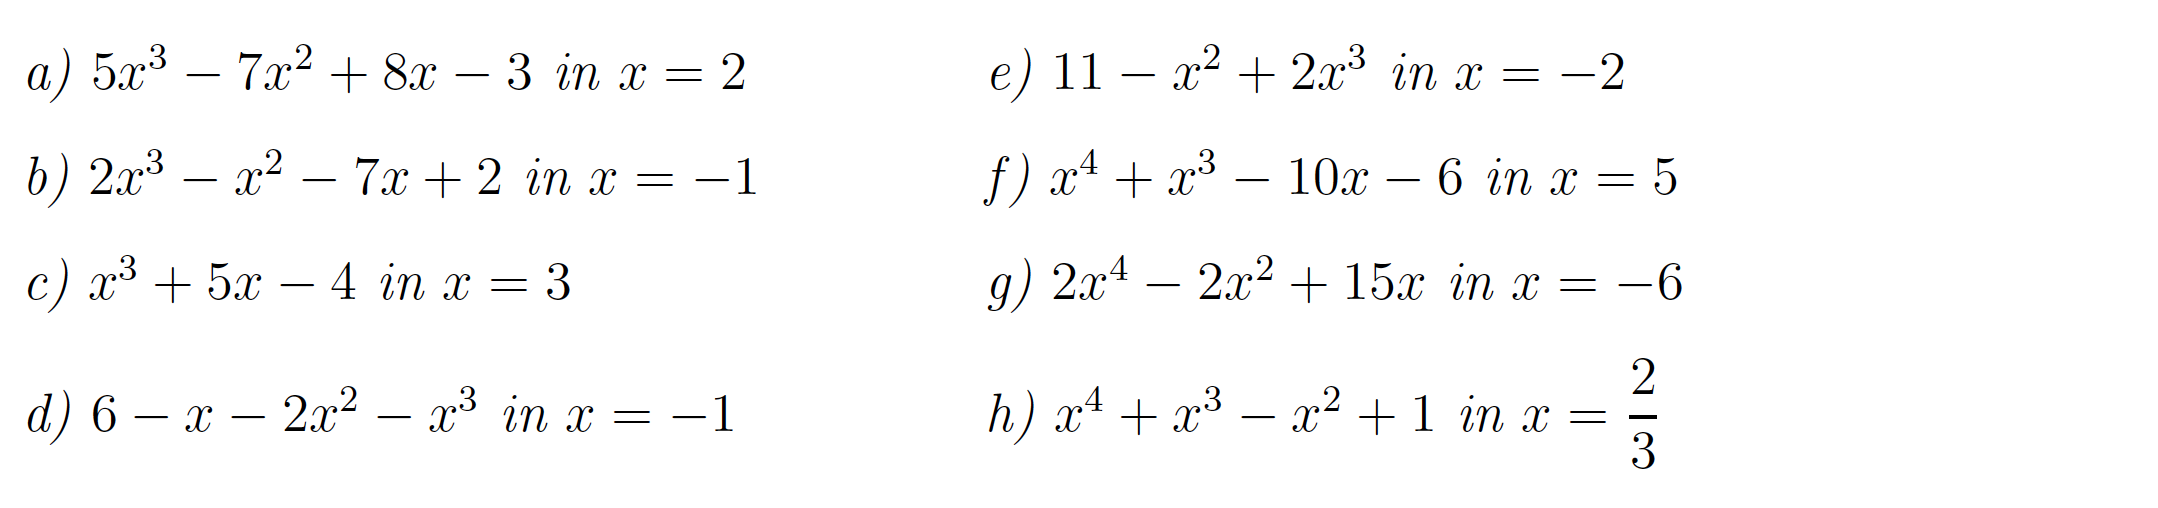 a) 5x³ − 7x² + 8x − 3 in x = 2
b) 2x³ − x² − 7x + 2 in x = −1
c) x³ + 5x − 4 in x = 3
d) 6 − x − 2x² − x³ in x = −1
e) 11 − x² + 2x³ in x = −2
f) x⁴ + x³ − 10x − 6 in x = 5
g) 2x⁴ − 2x² + 15x in x = −6
h) x⁴ + x³ − x² + 1 in x = 2/3